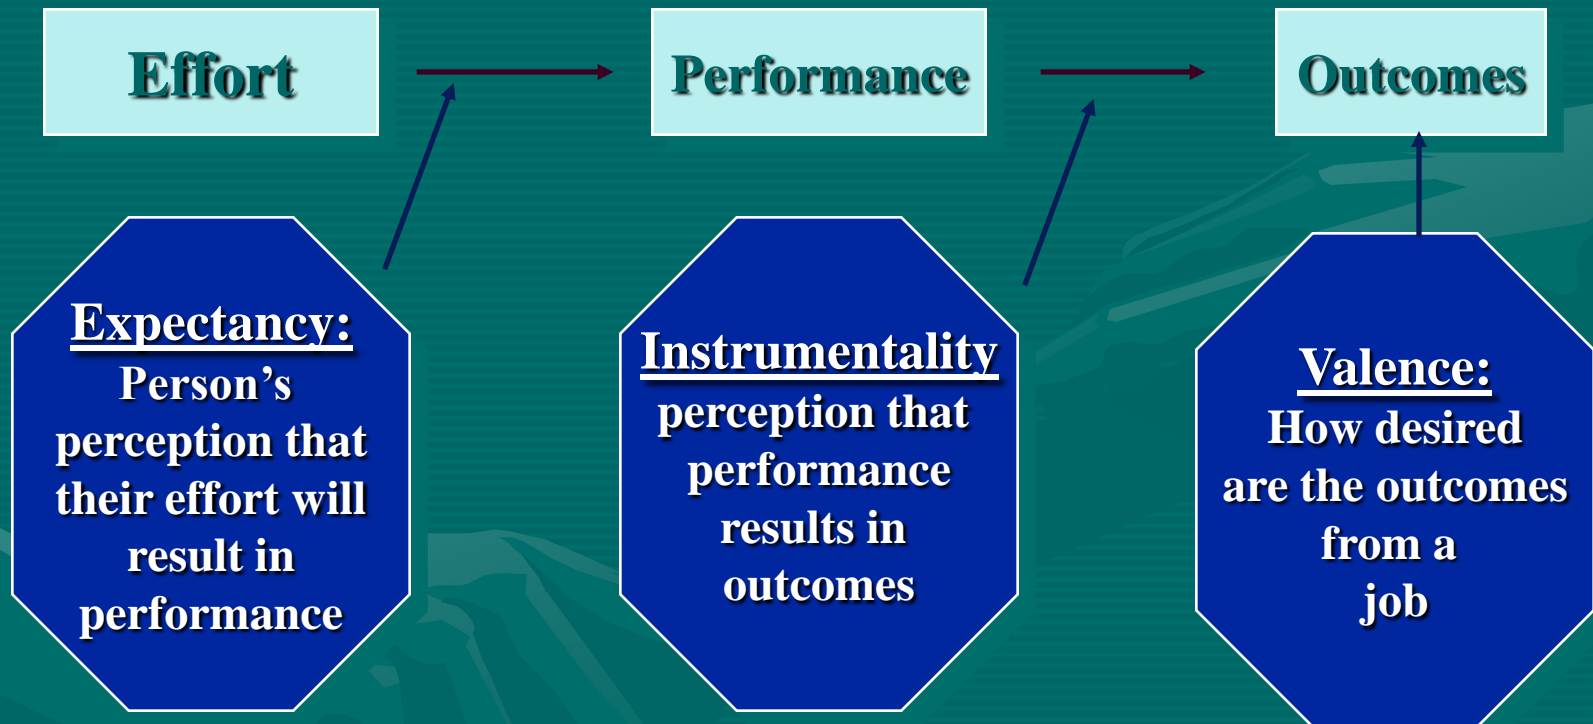 Effort
Performance
Outcomes
Expectancy:
Person’s
perception that
their effort will
result in
performance
Instrumentality
perception that
performance
results in
outcomes
Valence:
How desired
are the outcomes
from a
job